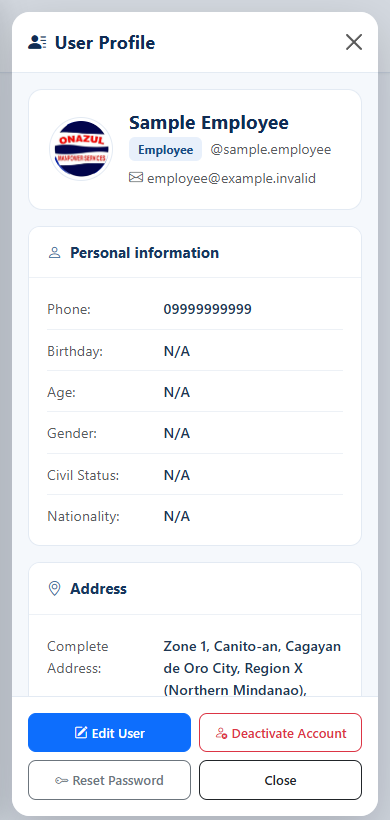 User Profile
ONAZUL
MANPOWER SERVICES
Sample Employee
Employee @sample.employee
employee@example.invalid
Personal information
Phone: 09999999999
Birthday: N/A
Age: N/A
Gender: N/A
Civil Status: N/A
Nationality: N/A
Address
Complete Zone 1, Canito-an, Cagayan
Address: de Oro City, Region X
(Northern Mindanao),
Edit User Deactivate Account
Reset Password Close